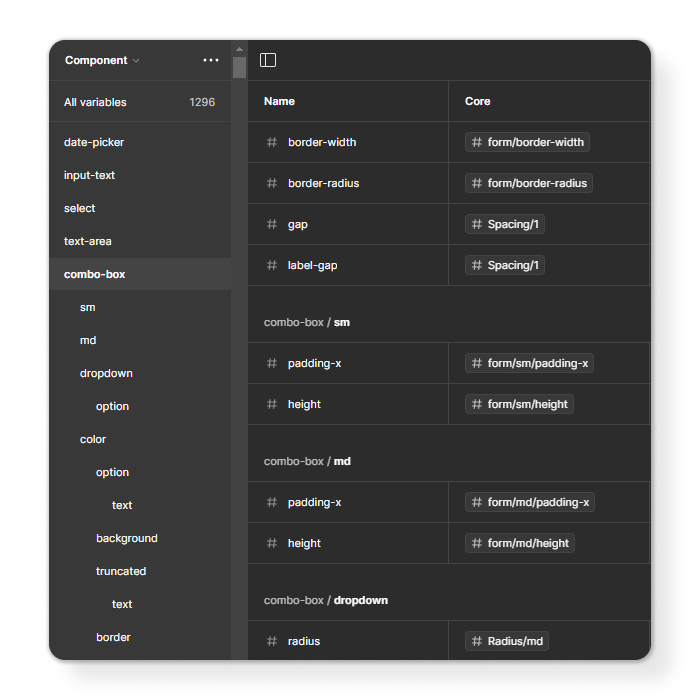 Component
All variables 1296
date-picker
input-text
select
text-area
combo-box
sm
md
dropdown
option
color
option
text
background
truncated
text
border
Name Core
border-width form/border-width
border-radius form/border-radius
gap Spacing/1
label-gap Spacing/1
combo-box / sm
padding-x form/sm/padding-x
height form/sm/height
combo-box / md
padding-x form/md/padding-x
height form/md/height
combo-box / dropdown
radius Radius/md